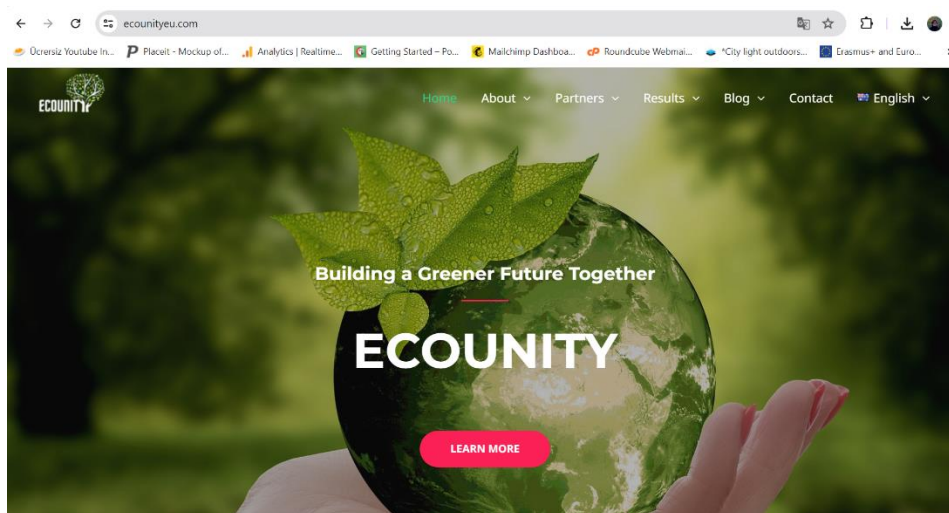 ecounityeu.com
Ücrersiz Youtube In... Placeit - Mockup of... Analytics | Realtime... Getting Started – Po... Mailchimp Dashboa... Roundcube Webmai... *City light outdoors... Erasmus+ and Euro...
ECOUNITY
Home About Partners Results Blog Contact English
Building a Greener Future Together
ECOUNITY
LEARN MORE